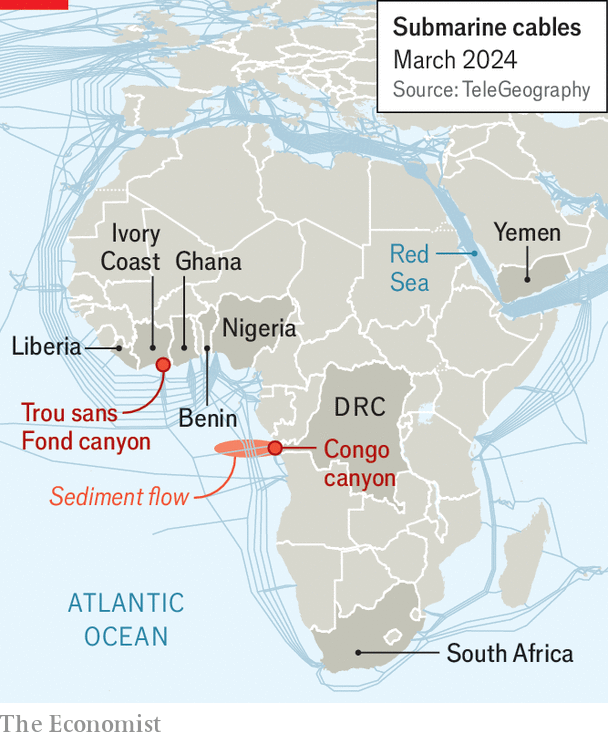 Submarine cables
March 2024
Source: TeleGeography
Ivory
Coast
Ghana
Yemen
Red
Sea
Nigeria
Liberia
Benin
DRC
Trou sans
Fond canyon
Congo
canyon
Sediment flow
ATLANTIC
OCEAN
South Africa
The Economist